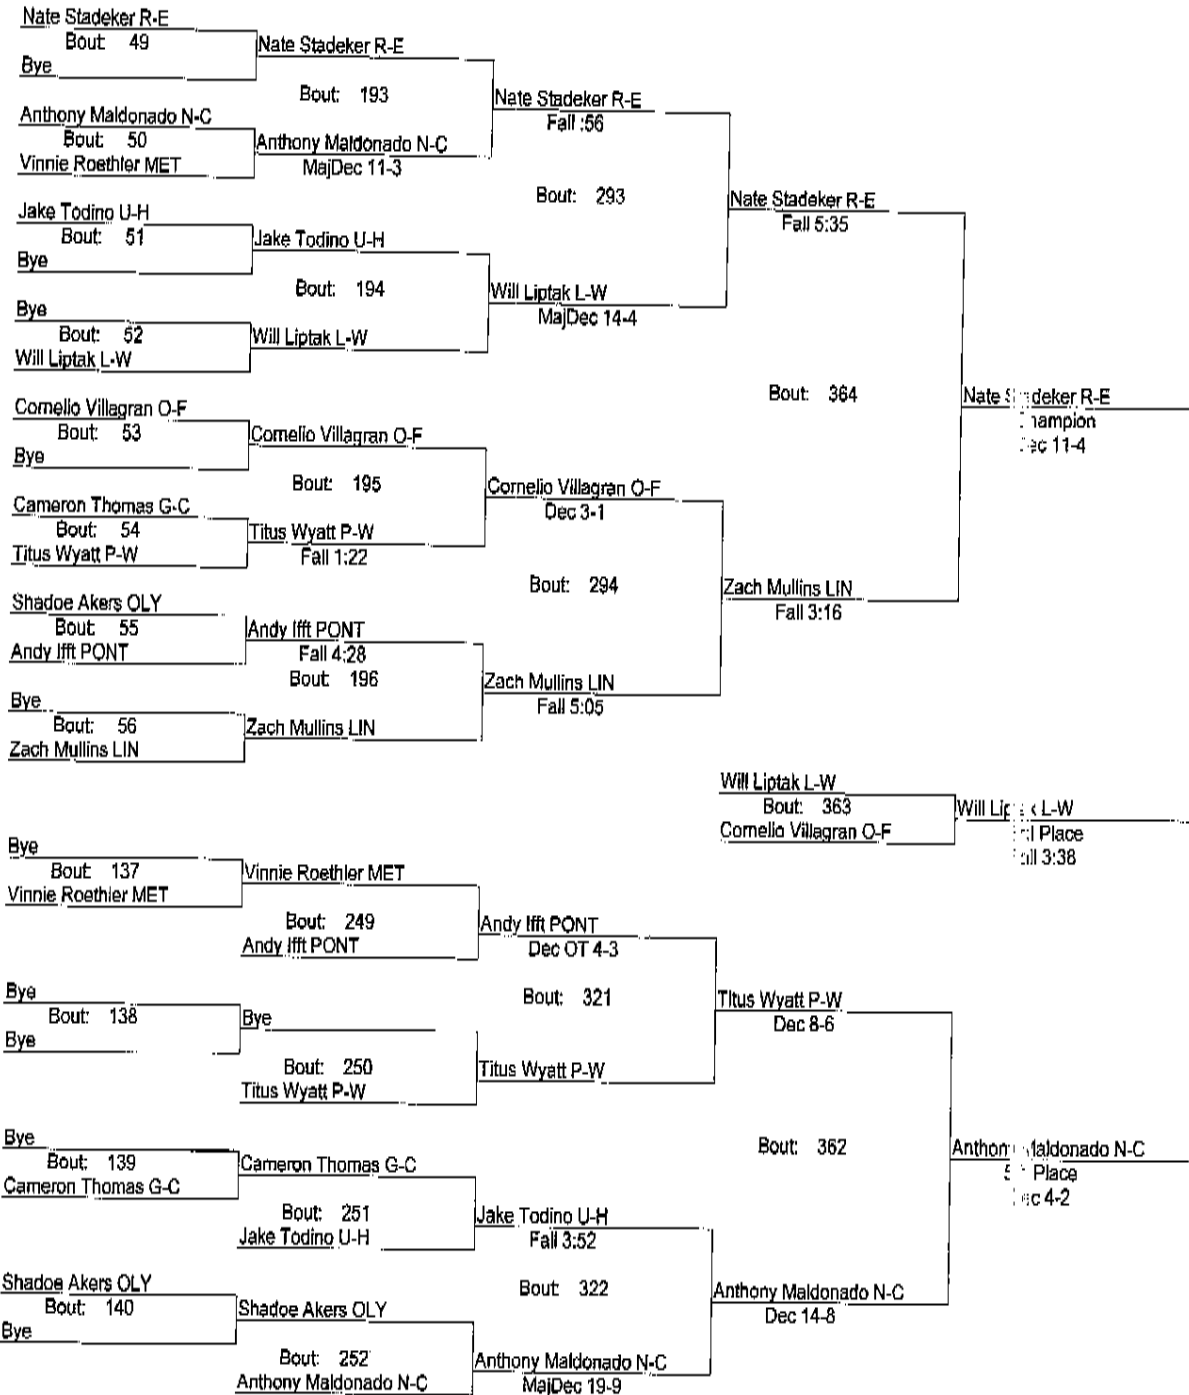 Nate Stadeker R-E
Bout: 49
Bye
Nate Stadeker R-E
Bout: 193
Anthony Maldonado N-C
Bout: 50
Vinnie Roethler MET
Anthony Maldonado N-C
MajDec 11-3
Nate Stadeker R-E
Fall :56
Bout: 293
Jake Todino U-H
Bout: 51
Bye
Jake Todino U-H
Bout: 194
Bye
Bout: 52
Will Liptak L-W
Will Liptak L-W
Will Liptak L-W
MajDec 14-4
Nate Stadeker R-E
Fall 5:35
Bout: 364
Cornelio Villagran O-F
Bout: 53
Bye
Cornelio Villagran O-F
Bout: 195
Cameron Thomas G-C
Bout: 54
Titus Wyatt P-W
Titus Wyatt P-W
Fall 1:22
Cornelio Villagran O-F
Dec 3-1
Bout: 294
Shadoe Akers OLY
Bout: 55
Andy Ifft PONT
Andy Ifft PONT
Fall 4:28
Bout: 196
Bye
Bout: 56
Zach Mullins LIN
Zach Mullins LIN
Zach Mullins LIN
Fall 5:05
Zach Mullins LIN
Fall 3:16
Nate R-E
11-4
Will Liptak L-W
Bout: 363
Cornelio Villagran O-F
Will L-W
Place
3:38
Bye
Bout: 137
Vinnie Roethler MET
Vinnie Roethler MET
Bout: 249
Andy Ifft PONT
Andy Ifft PONT
Dec OT 4-3
Bout: 321
Bye
Bout: 138
Bye
Bye
Bout: 250
Titus Wyatt P-W
Titus Wyatt P-W
Titus Wyatt P-W
Dec 8-6
Bout: 362
Bye
Bout: 139
Cameron Thomas G-C
Cameron Thomas G-C
Bout: 251
Jake Todino U-H
Jake Todino U-H
Fall 3:52
Bout: 322
Shadoe Akers OLY
Bout: 140
Bye
Shadoe Akers OLY
Bout: 252
Anthony Maldonado N-C
Anthony Maldonado N-C
MajDec 19-9
Anthony Maldonado N-C
Dec 14-8
Anthony Maldonado N-C
Place
4-2